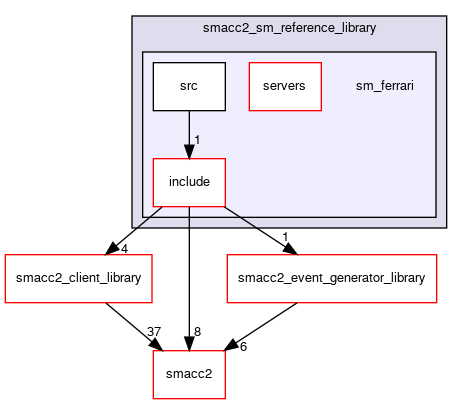 smacc2_sm_reference_library
src
servers
sm_ferrari
1
include
4
1
smacc2_client_library
smacc2_event_generator_library
37
8
6
smacc2